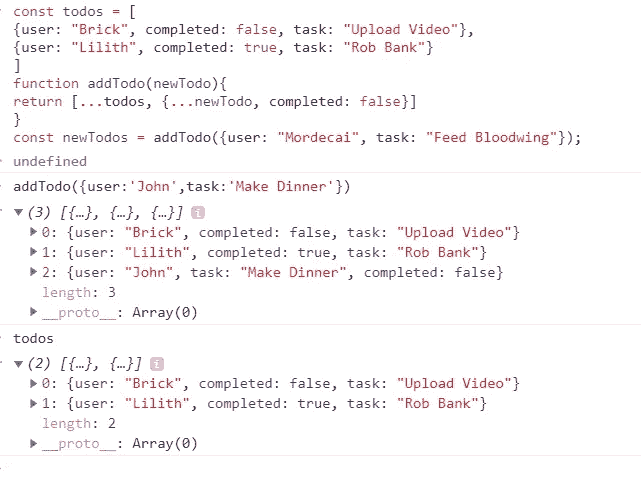 const todos = [
{user: "Brick", completed: false, task: "Upload Video"},
{user: "Lilith", completed: true, task: "Rob Bank"}
]
function addTodo(newTodo){
return [...todos, {...newTodo, completed: false}]
}
const newTodos = addTodo({user: "Mordecai", task: "Feed Bloodwing"});
undefined
addTodo({user:'John',task:'Make Dinner'})
▼(3) [{…}, {…}, {…}] i
▶0: {user: "Brick", completed: false, task: "Upload Video"}
▶1: {user: "Lilith", completed: true, task: "Rob Bank"}
▶2: {user: "John", task: "Make Dinner", completed: false}
length: 3
▶__proto__: Array(0)
todos
▼(2) [{…}, {…}] i
▶0: {user: "Brick", completed: false, task: "Upload Video"}
▶1: {user: "Lilith", completed: true, task: "Rob Bank"}
length: 2
▶__proto__: Array(0)